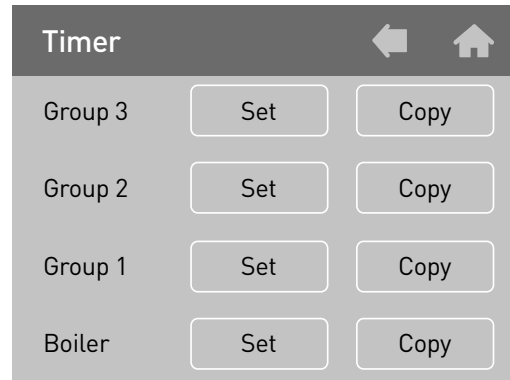 Timer
Group 3 Set Copy
Group 2 Set Copy
Group 1 Set Copy
Boiler Set Copy